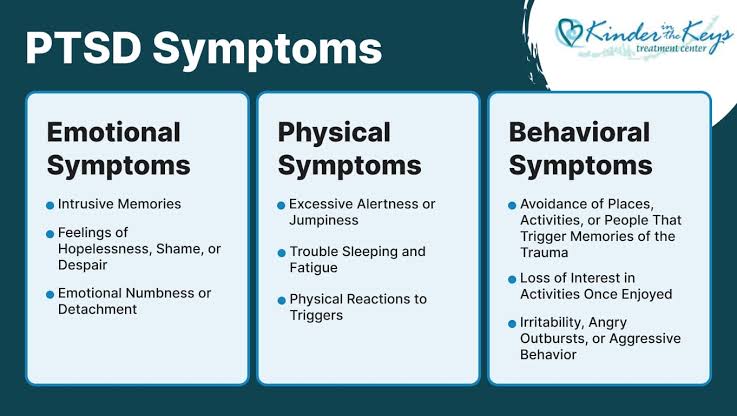 PTSD Symptoms
Kinder in the Keys
treatment center
Emotional
Symptoms
Intrusive Memories
Feelings of
Hopelessness, Shame, or
Despair
Emotional Numbness or
Detachment
Physical
Symptoms
Excessive Alertness or
Jumpiness
Trouble Sleeping and
Fatigue
Physical Reactions to
Triggers
Behavioral
Symptoms
Avoidance of Places,
Activities, or People That
Trigger Memories of the
Trauma
Loss of Interest in
Activities Once Enjoyed
Irritability, Angry
Outbursts, or Aggressive
Behavior